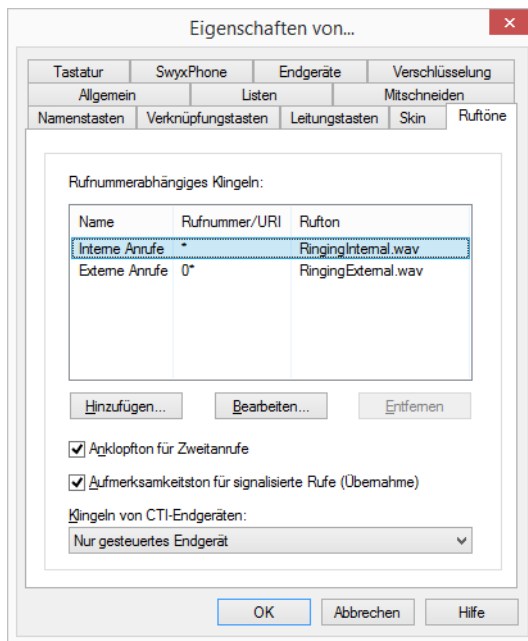 Eigenschaften von...
Tastatur SwyxPhone Endgeräte Verschlüsselung
Allgemein Listen Mitschneiden
Namenstasten Verknüpfungstasten Leitungstasten Skin Ruftöne
Rufnummerabhängiges Klingeln:
Name Rufnummer/URI Rufton
Interne Anrufe * RingingInternal.wav
Externe Anrufe 0* RingingExternal.wav
Hinzufügen... Bearbeiten... Entfernen
Anklopfton für Zweitanrufe
Aufmerksamkeitston für signalisierte Rufe (Übernahme)
Klingeln von CTI-Endgeräten:
Nur gesteuertes Endgerät
OK Abbrechen Hilfe